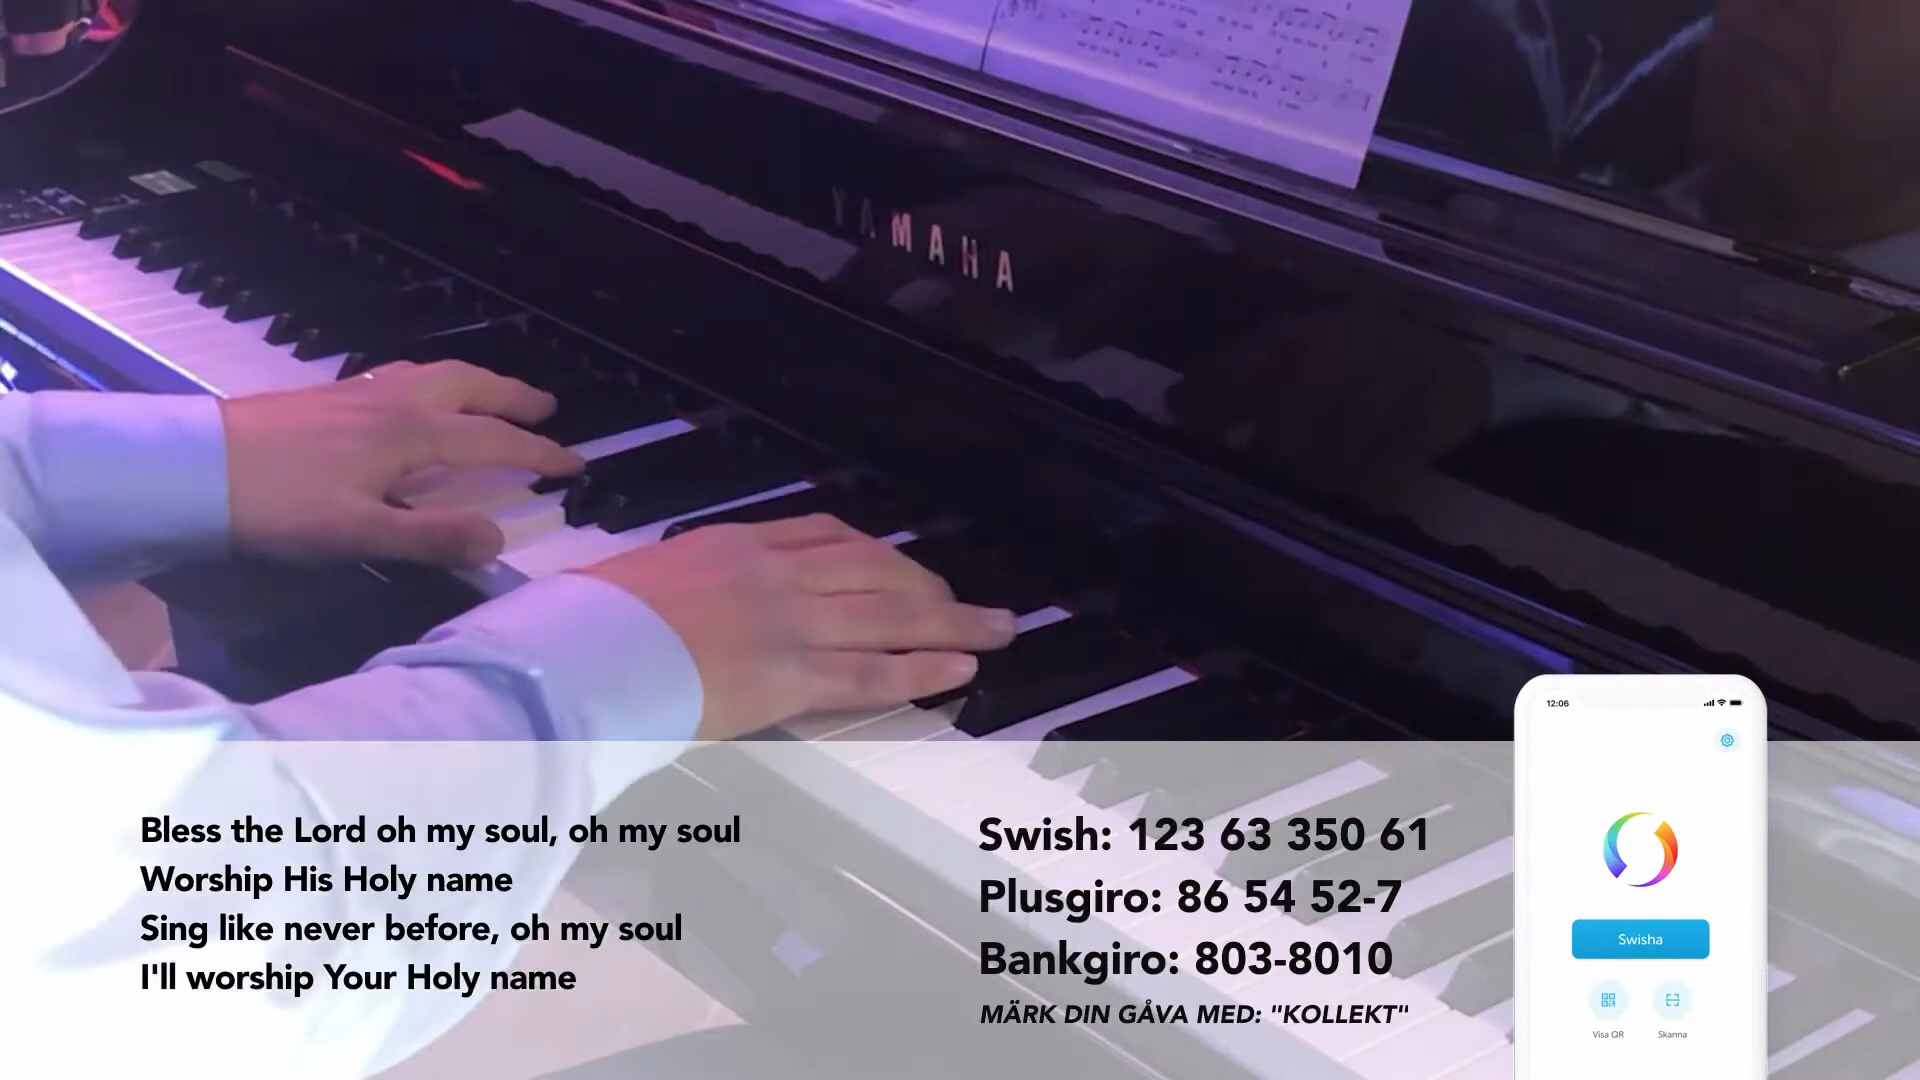 YAMAHA
Bless the Lord oh my soul, oh my soul
Worship His Holy name
Sing like never before, oh my soul
I'll worship Your Holy name
Swish: 123 63 350 61
Plusgiro: 86 54 52-7
Bankgiro: 803-8010
MÄRK DIN GÅVA MED: "KOLLEKT"
12:06
Swisha
Visa QR
Skanna